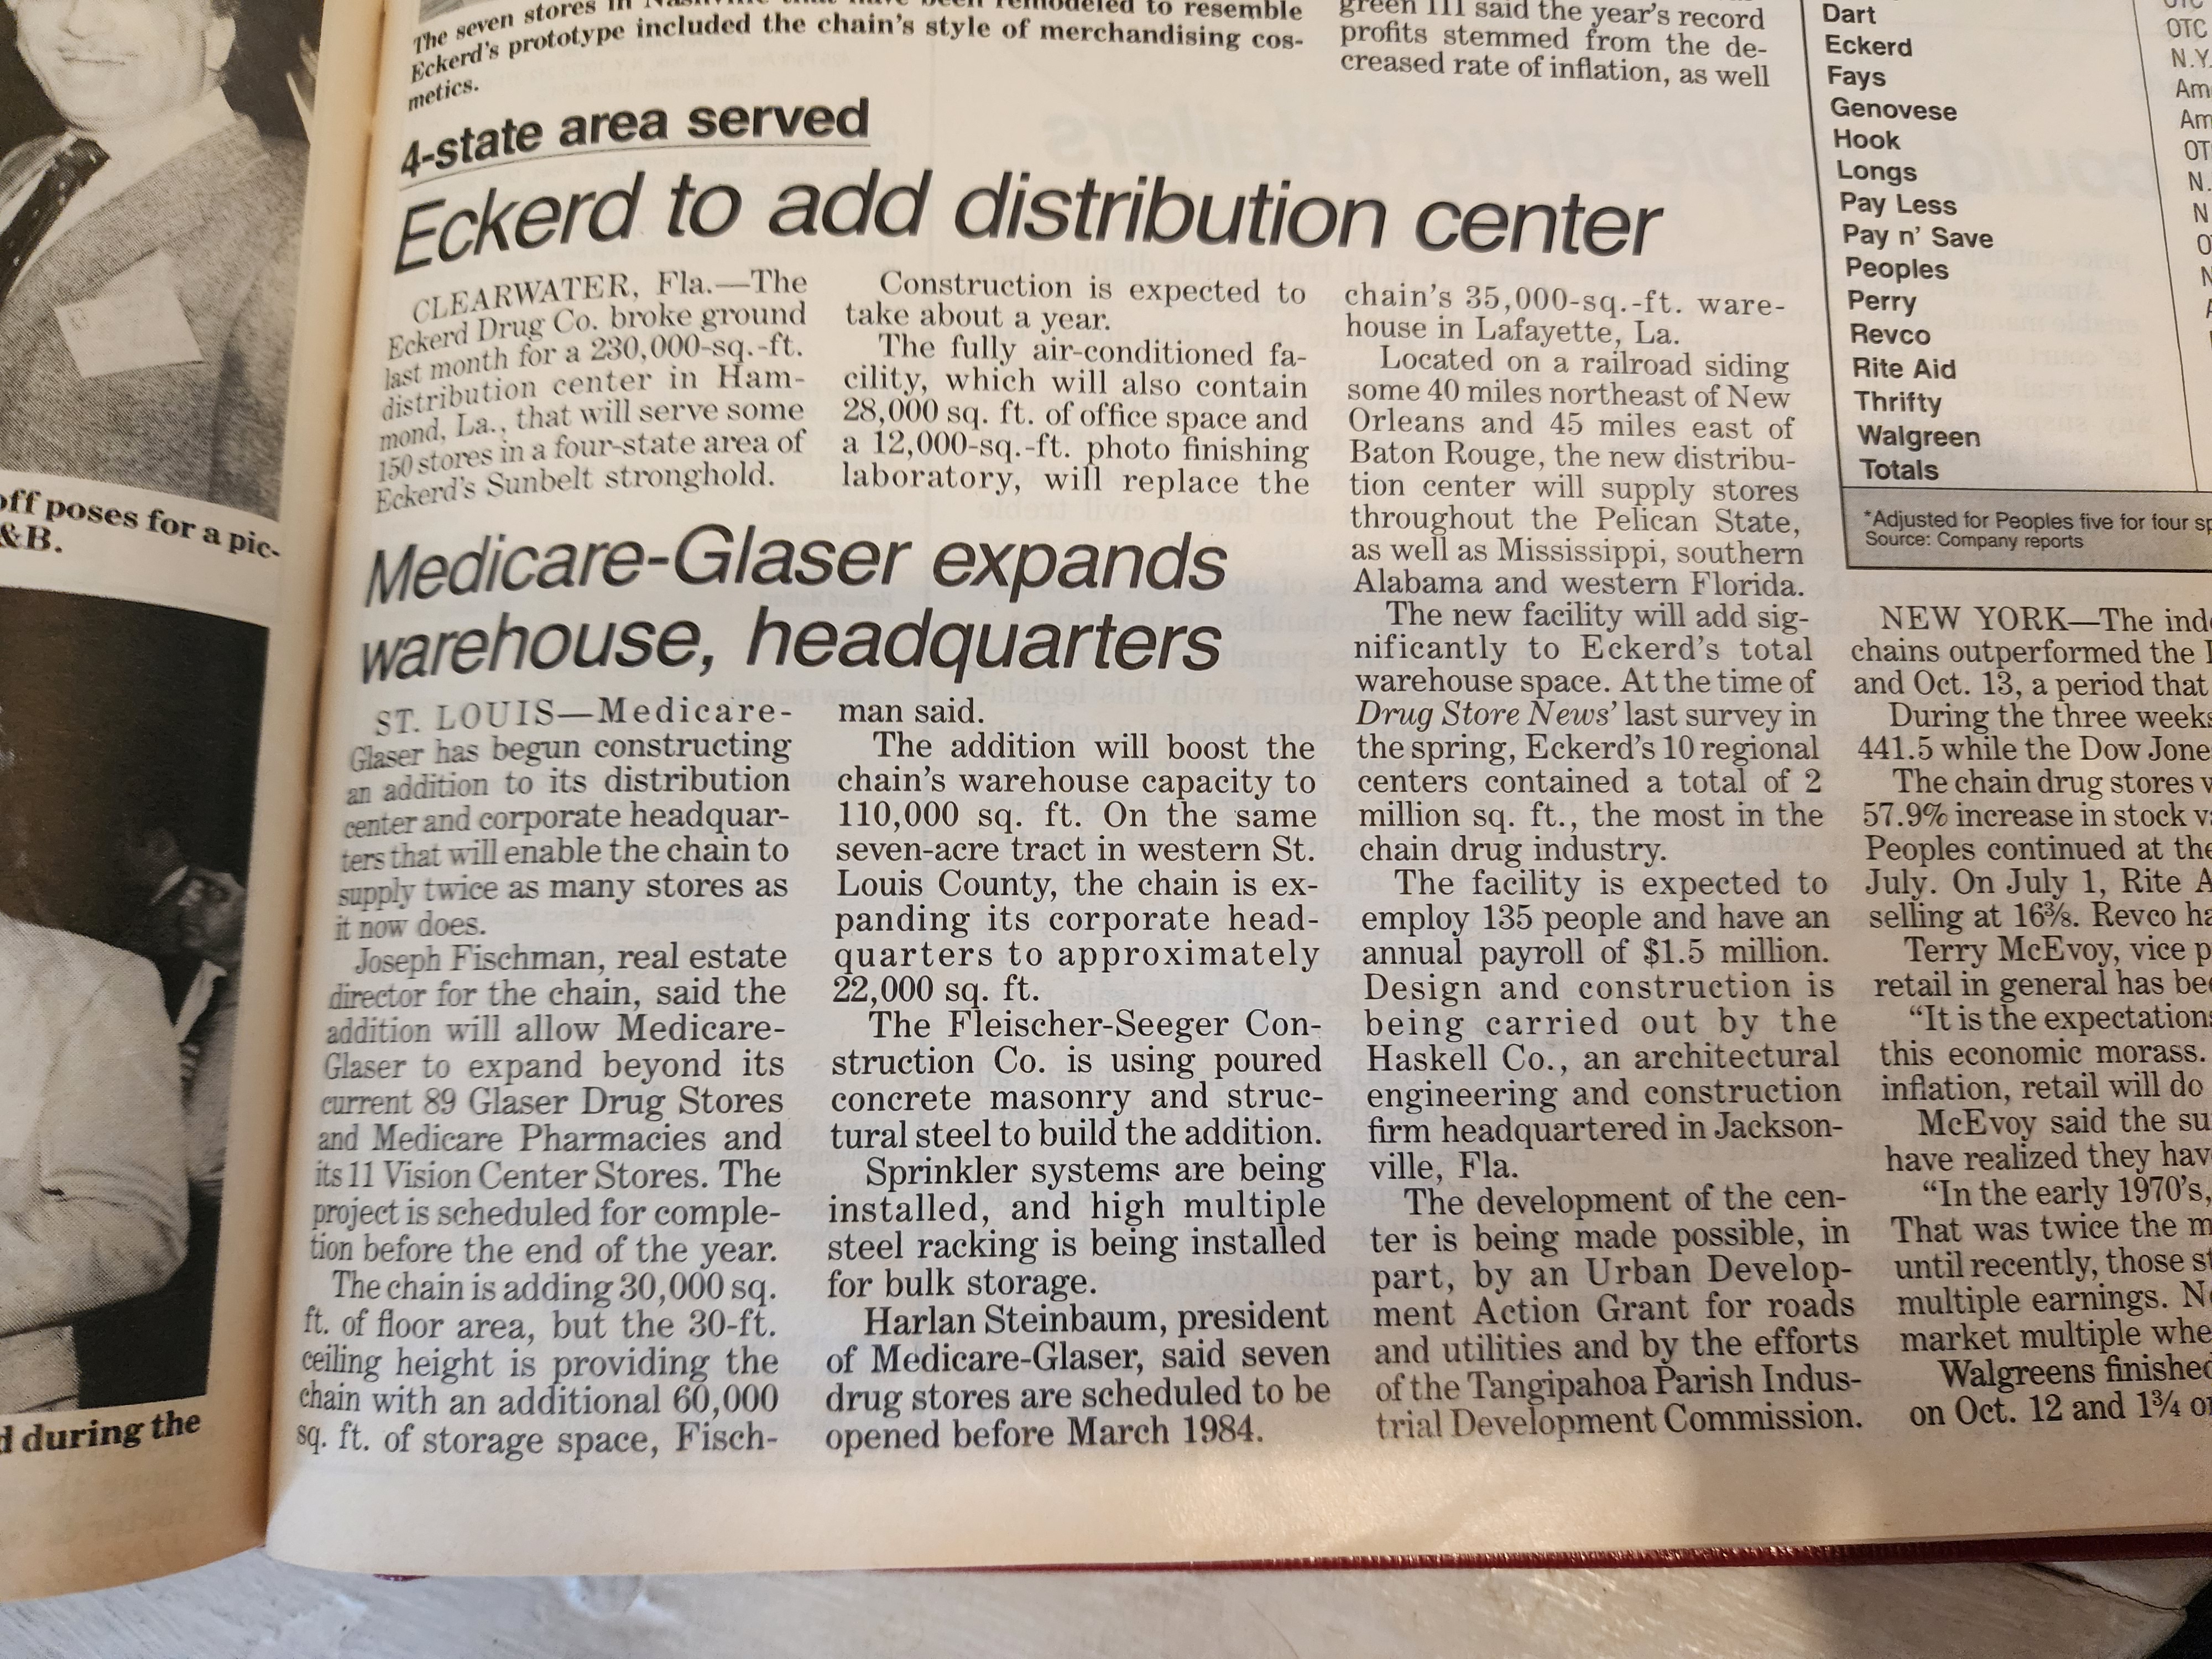 The seven stores in
remodeled to resemble
Eckerd's prototype included the chain's style of merchandising cos-
metics.
green III said the year's record
profits stemmed from the de-
creased rate of inflation, as well
4-state area served
Eckerd to add distribution center
CLEARWATER, Fla.—The
Eckerd Drug Co. broke ground
last month for a 230,000-sq.-ft.
distribution center in Ham-
mond, La., that will serve some
150 stores in a four-state area of
Eckerd's Sunbelt stronghold.
Construction is expected to
take about a year.
The fully air-conditioned fa-
cility, which will also contain
28,000 sq. ft. of office space and
a 12,000-sq.-ft. photo finishing
laboratory, will replace the
chain's 35,000-sq.-ft. ware-
house in Lafayette, La.
Located on a railroad siding
some 40 miles northeast of New
Orleans and 45 miles east of
Baton Rouge, the new distribu-
tion center will supply stores
throughout the Pelican State,
as well as Mississippi, southern
Alabama and western Florida.
The new facility will add sig-
nificantly to Eckerd's total
warehouse space. At the time of
Drug Store News' last survey in
the spring, Eckerd's 10 regional
centers contained a total of 2
million sq. ft., the most in the
chain drug industry.
The facility is expected to
employ 135 people and have an
annual payroll of $1.5 million.
Design and construction is
being carried out by the
Haskell Co., an architectural
engineering and construction
firm headquartered in Jackson-
ville, Fla.
The development of the cen-
ter is being made possible, in
part, by an Urban Develop-
ment Action Grant for roads
and utilities and by the efforts
of the Tangipahoa Parish Indus-
trial Development Commission.
Medicare-Glaser expands
warehouse, headquarters
ST. LOUIS—Medicare-
Glaser has begun constructing
an addition to its distribution
center and corporate headquar-
ters that will enable the chain to
supply twice as many stores as
it now does.
Joseph Fischman, real estate
director for the chain, said the
addition will allow Medicare-
Glaser to expand beyond its
current 89 Glaser Drug Stores
and Medicare Pharmacies and
its 11 Vision Center Stores. The
project is scheduled for comple-
tion before the end of the year.
The chain is adding 30,000 sq.
ft. of floor area, but the 30-ft.
ceiling height is providing the
chain with an additional 60,000
sq. ft. of storage space, Fisch-
man said.
The addition will boost the
chain's warehouse capacity to
110,000 sq. ft. On the same
seven-acre tract in western St.
Louis County, the chain is ex-
panding its corporate head-
quarters to approximately
22,000 sq. ft.
The Fleischer-Seeger Con-
struction Co. is using poured
concrete masonry and struc-
tural steel to build the addition.
Sprinkler systems are being
installed, and high multiple
steel racking is being installed
for bulk storage.
Harlan Steinbaum, president
of Medicare-Glaser, said seven
drug stores are scheduled to be
opened before March 1984.
Dart
Eckerd OTC
Fays N.Y.
Genovese Am
Hook Am
Longs OT
Pay Less N.
Pay n' Save N
Peoples
Perry N
Revco
Rite Aid
Thrifty
Walgreen
Totals
*Adjusted for Peoples five for four sp
Source: Company reports
NEW YORK—The ind
chains outperformed the
and Oct. 13, a period that
During the three weeks
441.5 while the Dow Jone
The chain drug stores
57.9% increase in stock v
Peoples continued at the
July. On July 1, Rite A
selling at 16⅜. Revco ha
Terry McEvoy, vice p
retail in general has bee
“It is the expectation
this economic morass.
inflation, retail will do
McEvoy said the su
have realized they hav
“In the early 1970's,
That was twice the m
until recently, those st
multiple earnings. N
market multiple whe
Walgreens finished
on Oct. 12 and 1¾ o
off poses for a pic-
&B.
d during the